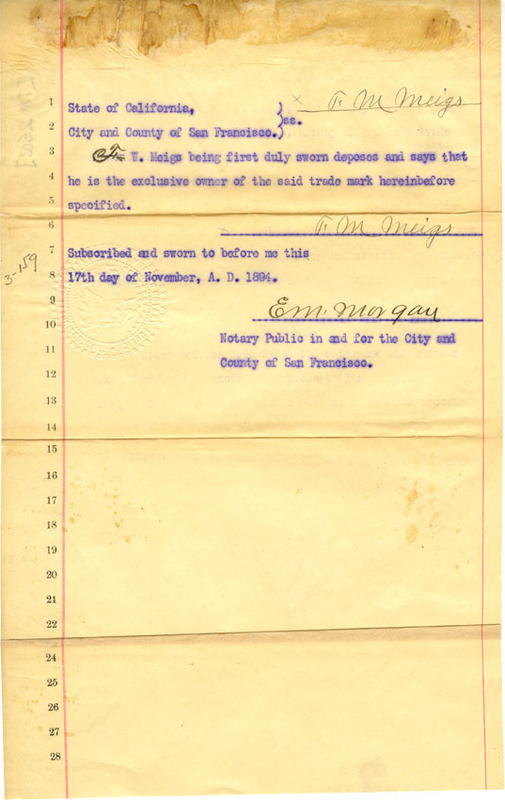 1 State of California, ) x F. M Meigs
)ss.
2 City and County of San Francisco.)
3 F. W. Meigs being first duly sworn deposes and says that
4 he is the exclusive owner of the said trade mark hereinbefore
5 specified.
6 F. M Meigs
7 Subscribed and sworn to before me this
3-159
8 17th day of November, A. D. 1894.
9 E M. Morgan
10 Notary Public in and for the City and
11 County of San Francisco.
12
13
14
15
16
17
18
19
20
21
22
24
25
26
27
28